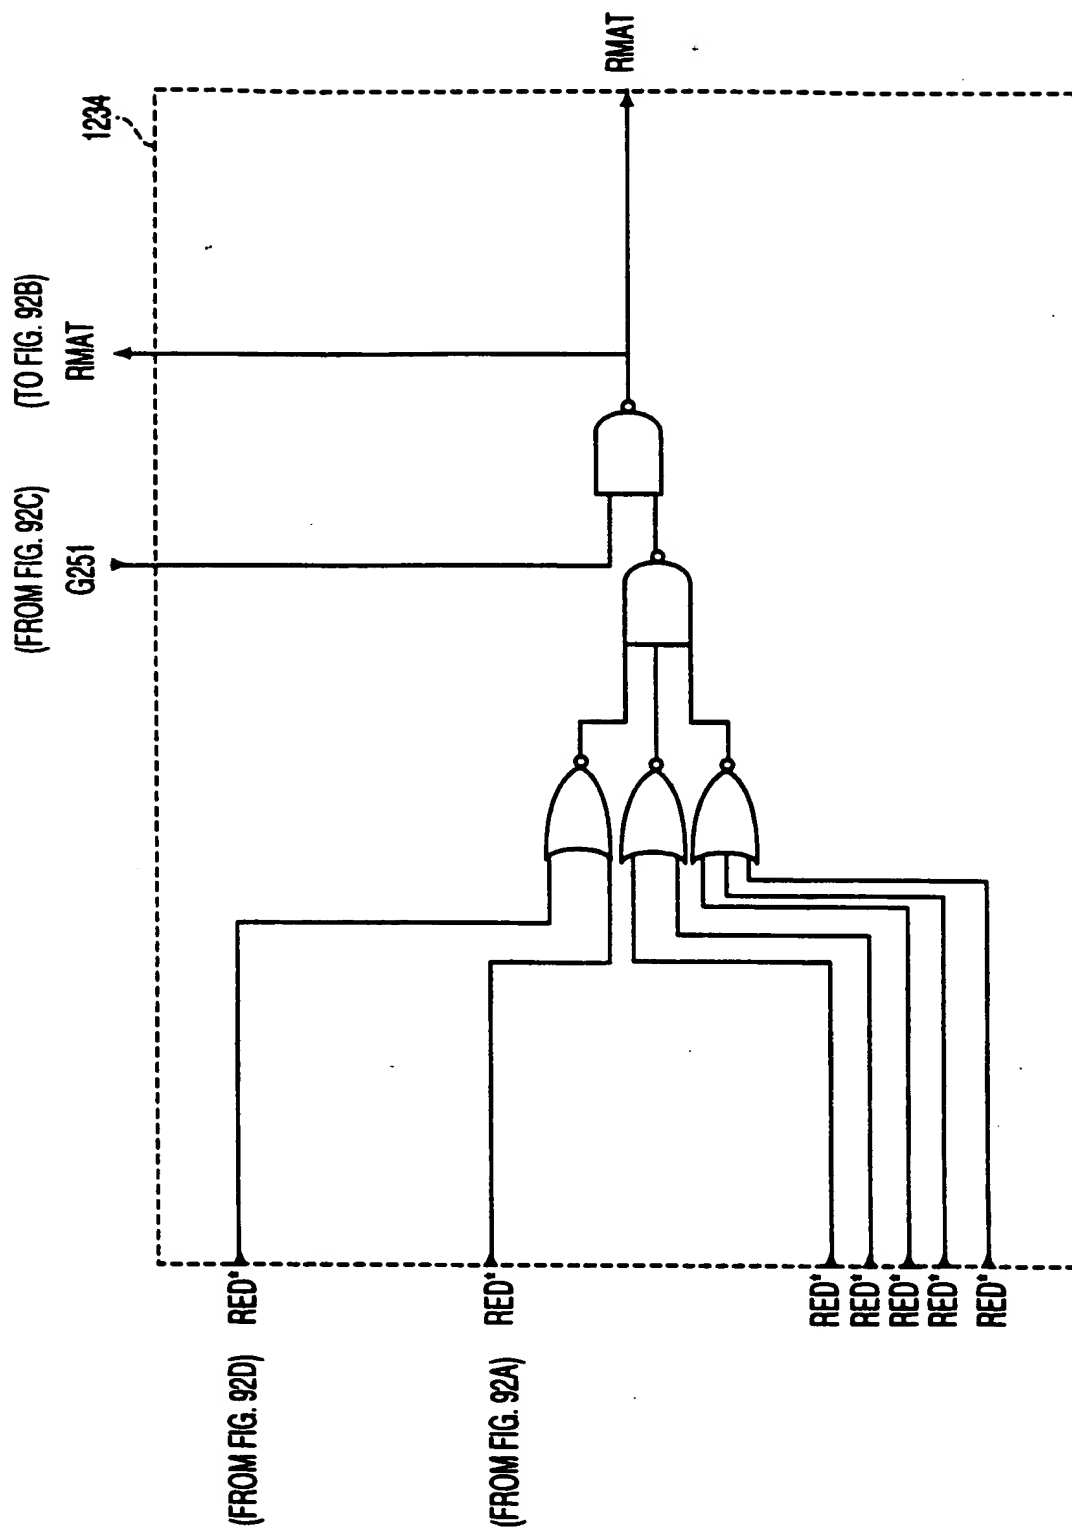 (FROM FIG. 92D)
RED*
(FROM FIG. 92A)
RED*
RED*
RED*
RED*
RED*
RED*
(FROM FIG. 92C)
G251
(TO FIG. 92B)
RMAT
1234
RMAT